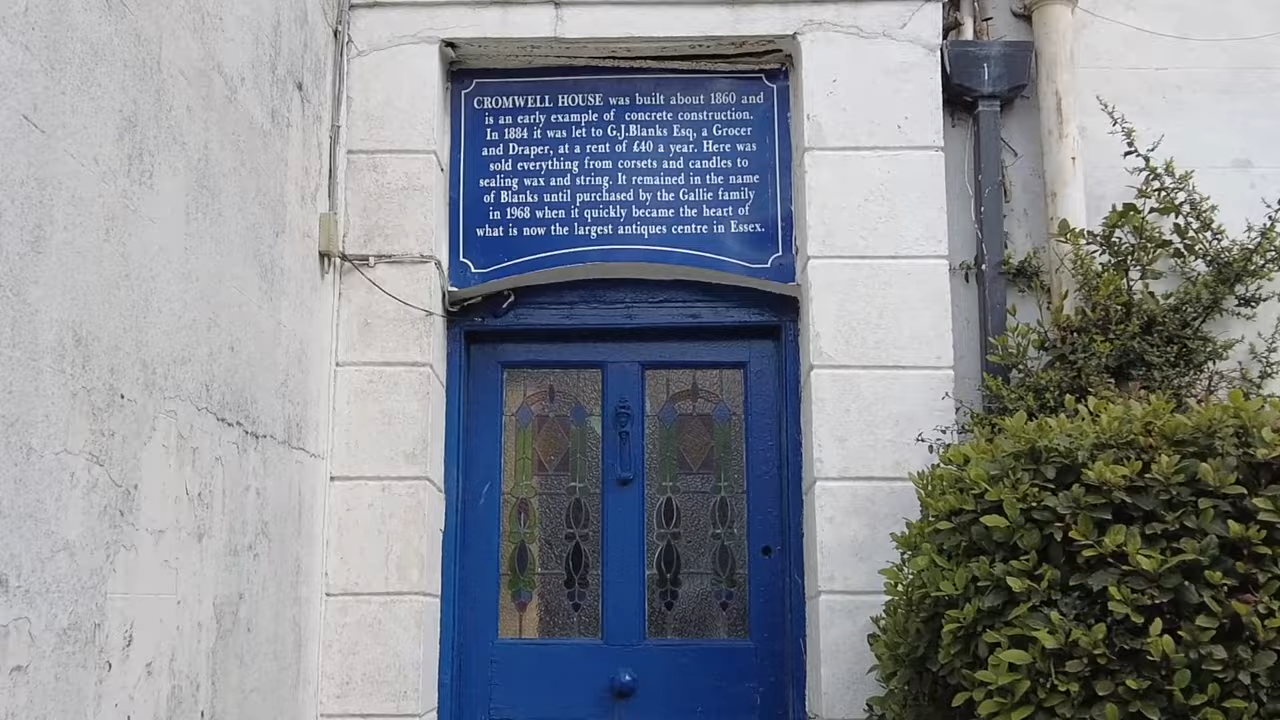 CROMWELL HOUSE was built about 1860 and
is an early example of concrete construction.
In 1884 it was let to G.J.Blanks Esq, a Grocer
and Draper, at a rent of £40 a year. Here was
sold everything from corsets and candles to
sealing wax and string. It remained in the name
of Blanks until purchased by the Gallie family
in 1968 when it quickly became the heart of
what is now the largest antiques centre in Essex.